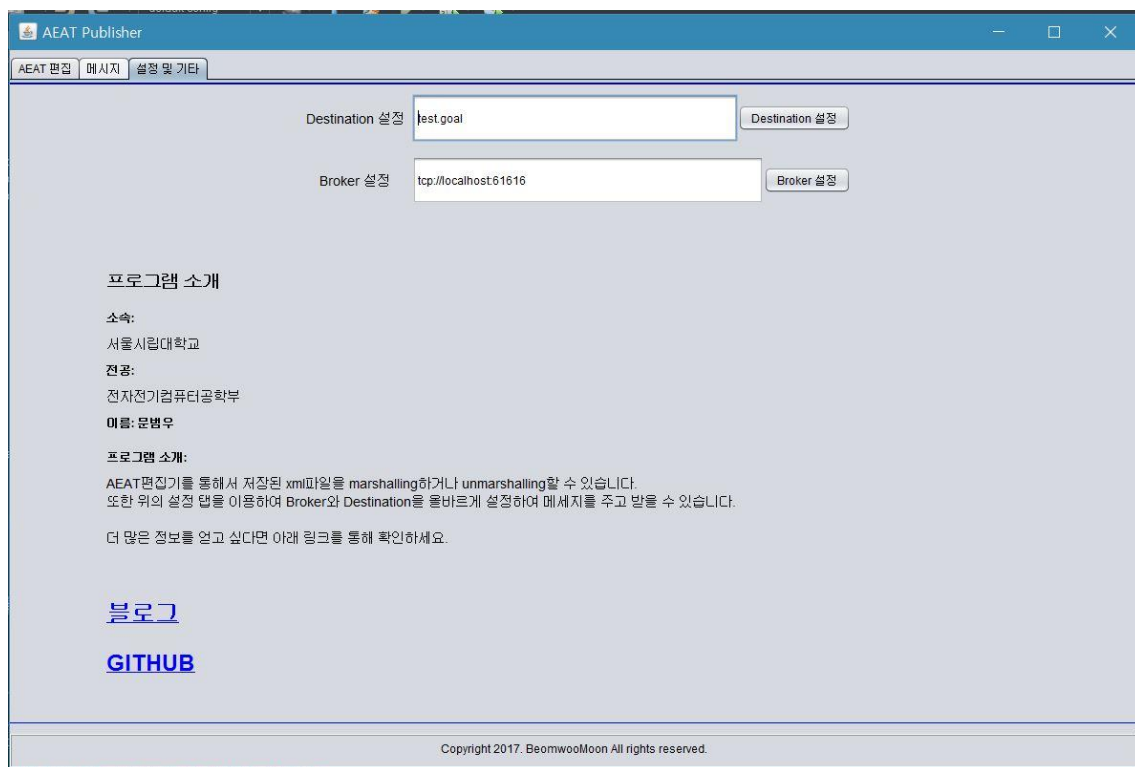 AEAT Publisher
AEAT 편집 메시지 설정 및 기타
Destination 설정 test.goal Destination 설정
Broker 설정 tcp://localhost:61616 Broker 설정
프로그램 소개
소속:
서울시립대학교
전공:
전자전기컴퓨터공학부
이름: 문범우
프로그램 소개:
AEAT편집기를 통해서 저장된 xml파일을 marshalling하거나 unmarshalling할 수 있습니다.
또한 위의 설정 탭을 이용하여 Broker와 Destination을 올바르게 설정하여 메세지를 주고 받을 수 있습니다.
더 많은 정보를 얻고 싶다면 아래 링크를 통해 확인하세요.
블로그
GITHUB
Copyright 2017. BeomwooMoon All rights reserved.